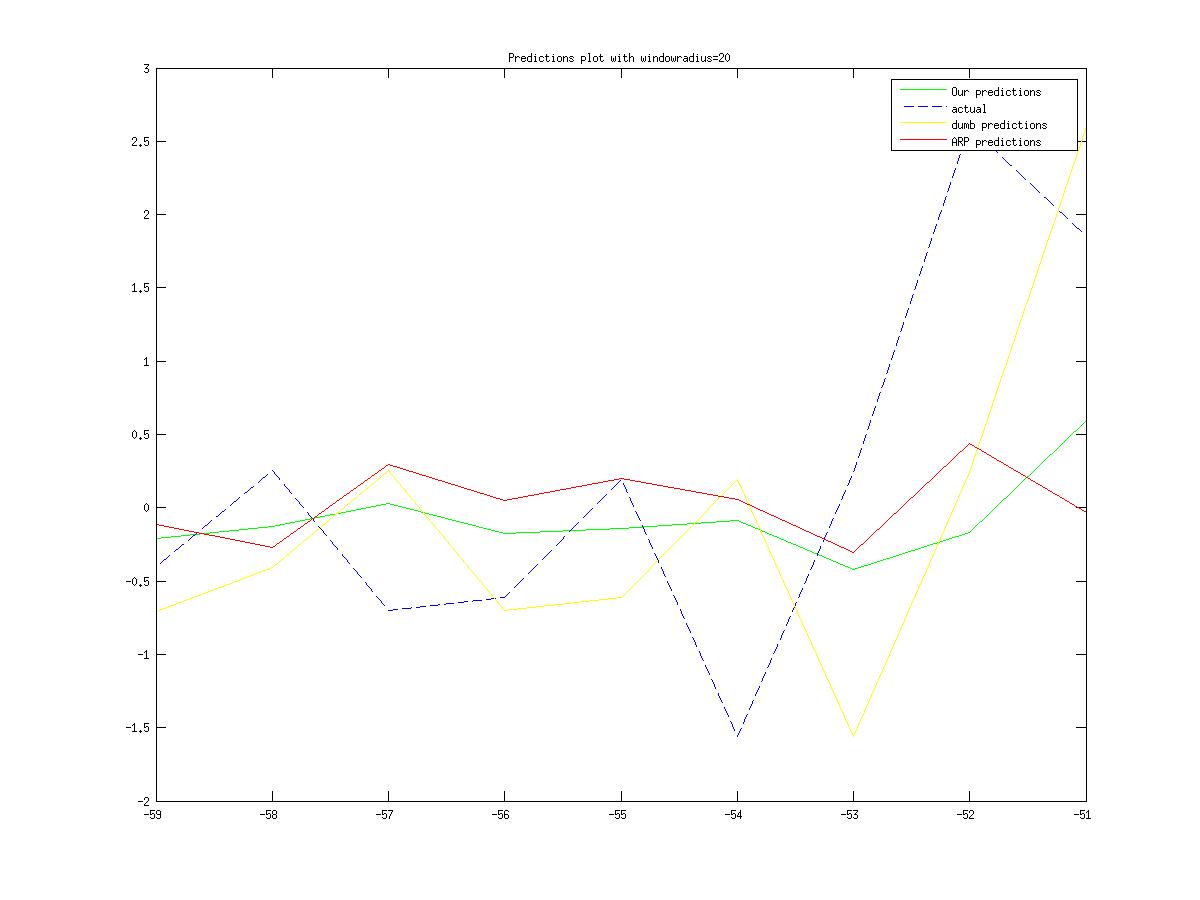 Predictions plot with windowradius=20
3
Our predictions
actual
dumb predictions
ARP predictions
2.5
2
1.5
1
0.5
0
-0.5
-1
-1.5
-2
-59 -58 -57 -56 -55 -54 -53 -52 -51